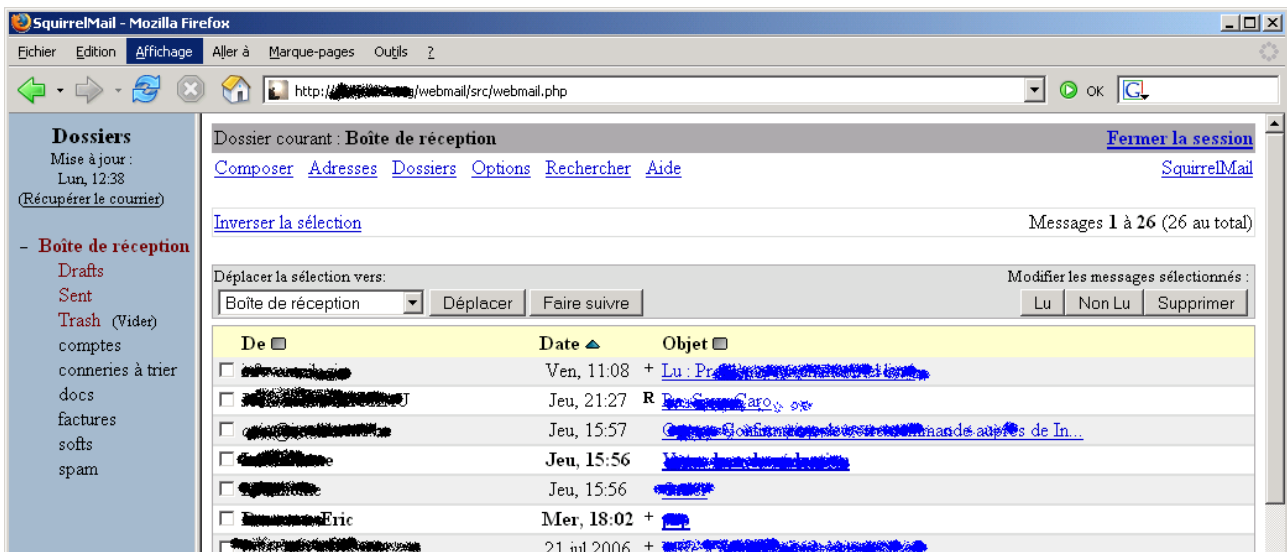 SquirrelMail - Mozilla Firefox
Fichier Edition Affichage Aller à Marque-pages Outils ?
http:// /webmail/src/webmail.php OK G
Dossiers
Mise à jour :
Lun, 12:38
(Récupérer le courrier)
– Boîte de réception
Drafts
Sent
Trash (Vider)
comptes
conneries à trier
docs
factures
softs
spam
Dossier courant : Boîte de réception Fermer la session
Composer Adresses Dossiers Options Rechercher Aide SquirrelMail
Inverser la sélection Messages 1 à 26 (26 au total)
Déplacer la sélection vers: Modifier les messages sélectionnés :
Boîte de réception Déplacer Faire suivre Lu Non Lu Supprimer
De Date Objet
Ven, 11:08 + Lu : Pr
Jeu, 21:27 R Caro
Jeu, 15:57 auprès de In...
Jeu, 15:56
Jeu, 15:56
Eric Mer, 18:02 +
21 jul 2006 +